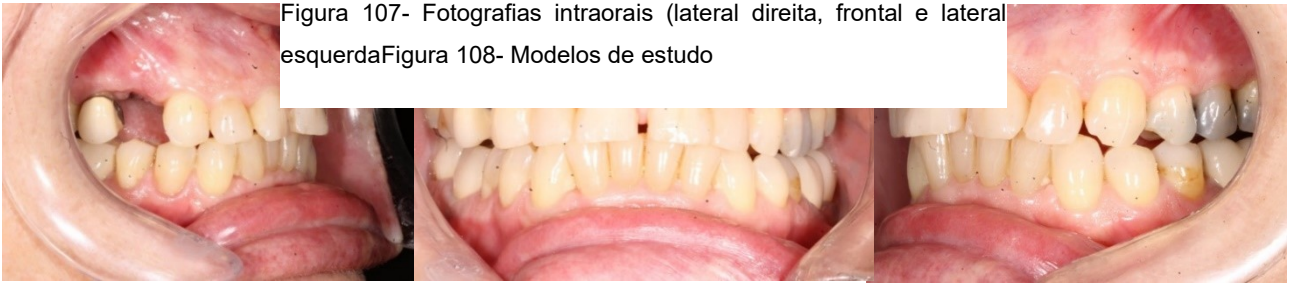 Figura 107- Fotografias intraorais (lateral direita, frontal e lateral
esquerdaFigura 108- Modelos de estudo